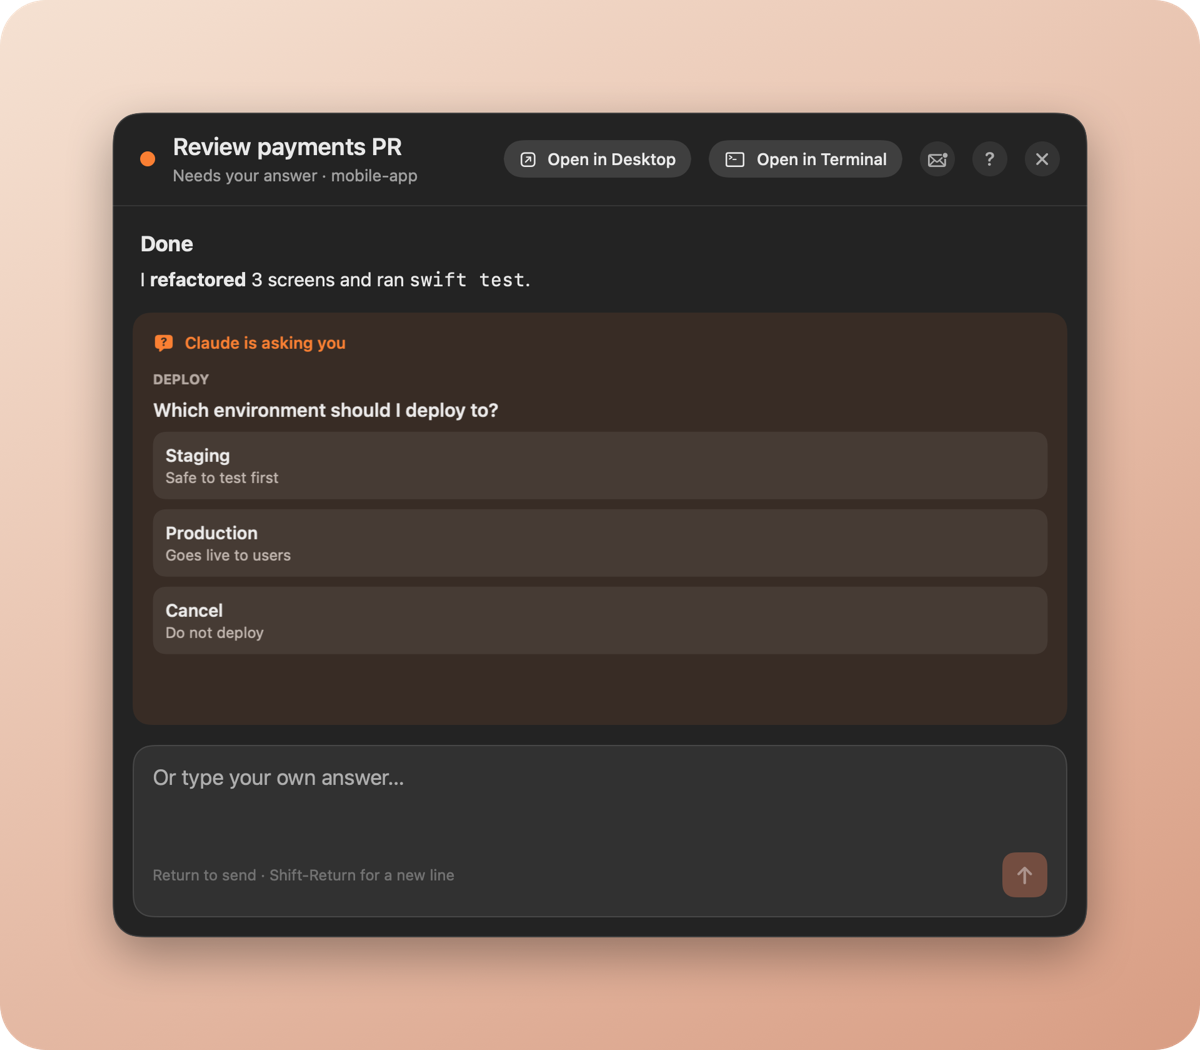 Review payments PR
Needs your answer · mobile-app
Open in Desktop
Open in Terminal
?
Done
I refactored 3 screens and ran swift test.
? Claude is asking you
DEPLOY
Which environment should I deploy to?
Staging
Safe to test first
Production
Goes live to users
Cancel
Do not deploy
Or type your own answer...
Return to send · Shift-Return for a new line